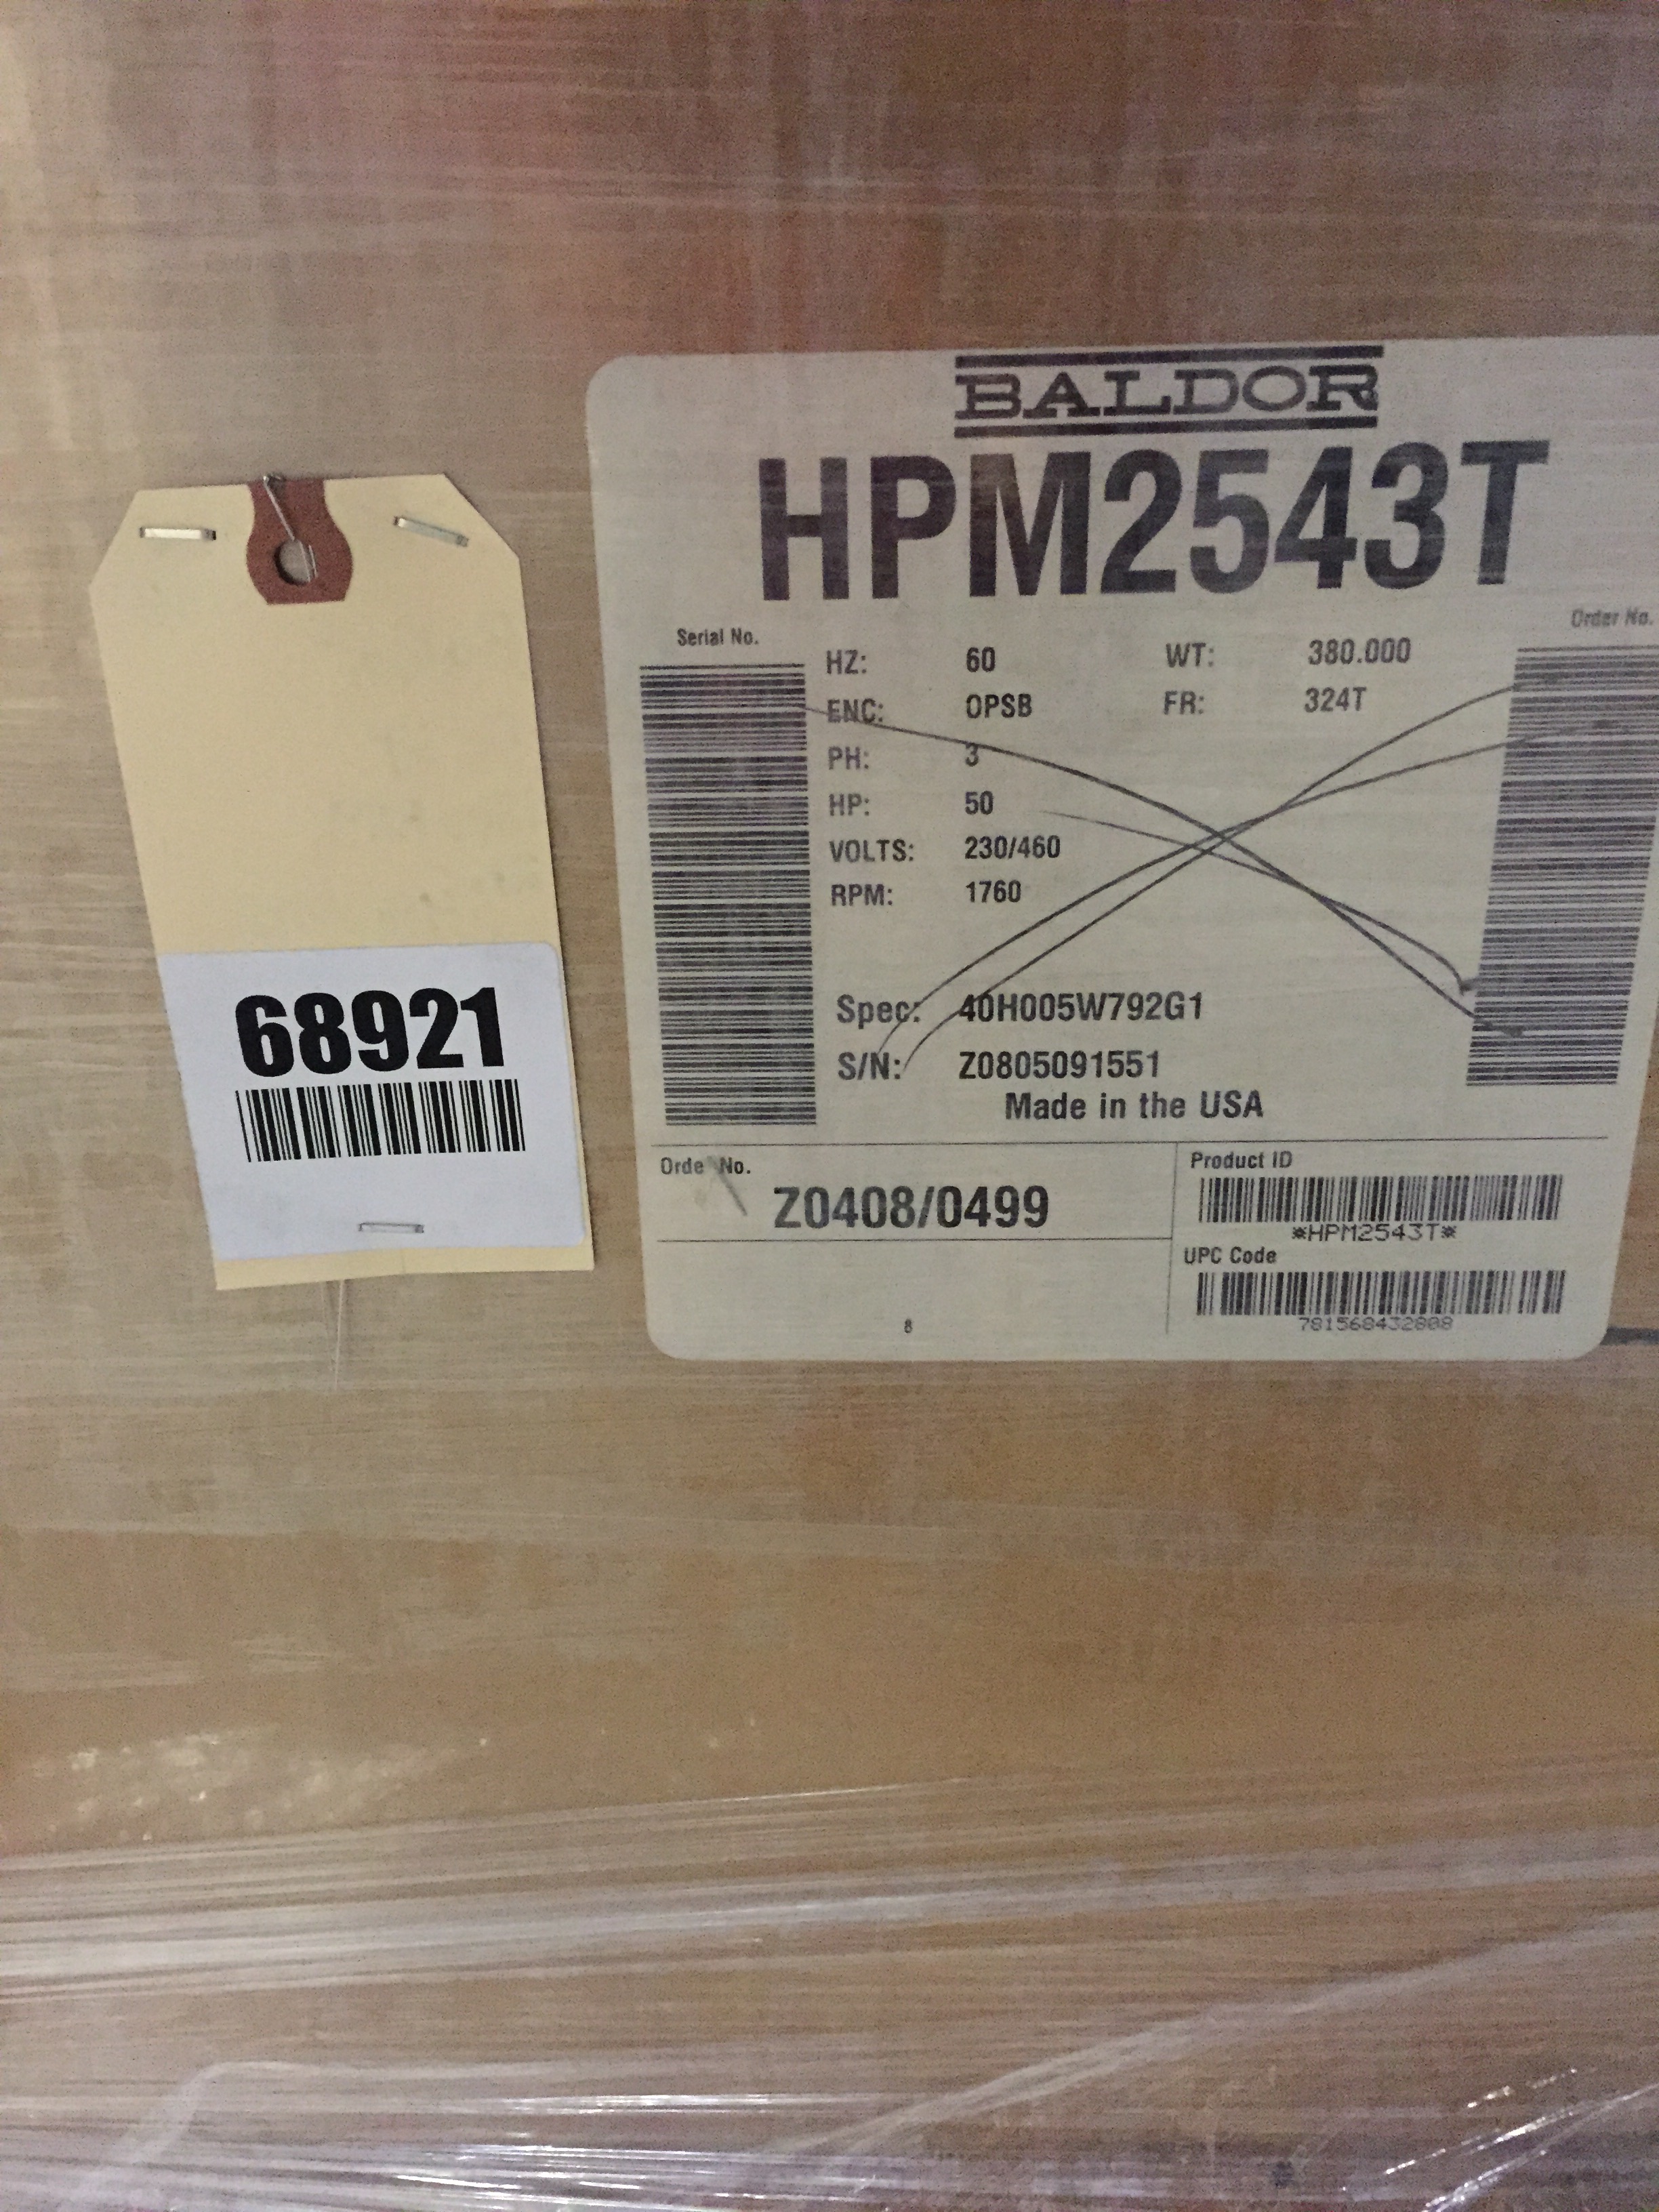 BALDOR
HPM2543T
Serial No.
Order No.
HZ: 60 WT: 380.000
ENC: OPSB FR: 324T
PH: 3
HP: 50
VOLTS: 230/460
RPM: 1760
Spec: 40H005W792G1
S/N: Z0805091551
Made in the USA
Orde No.
Z0408/0499
Product ID
*HPM2543T*
UPC Code
781568432808
8
68921